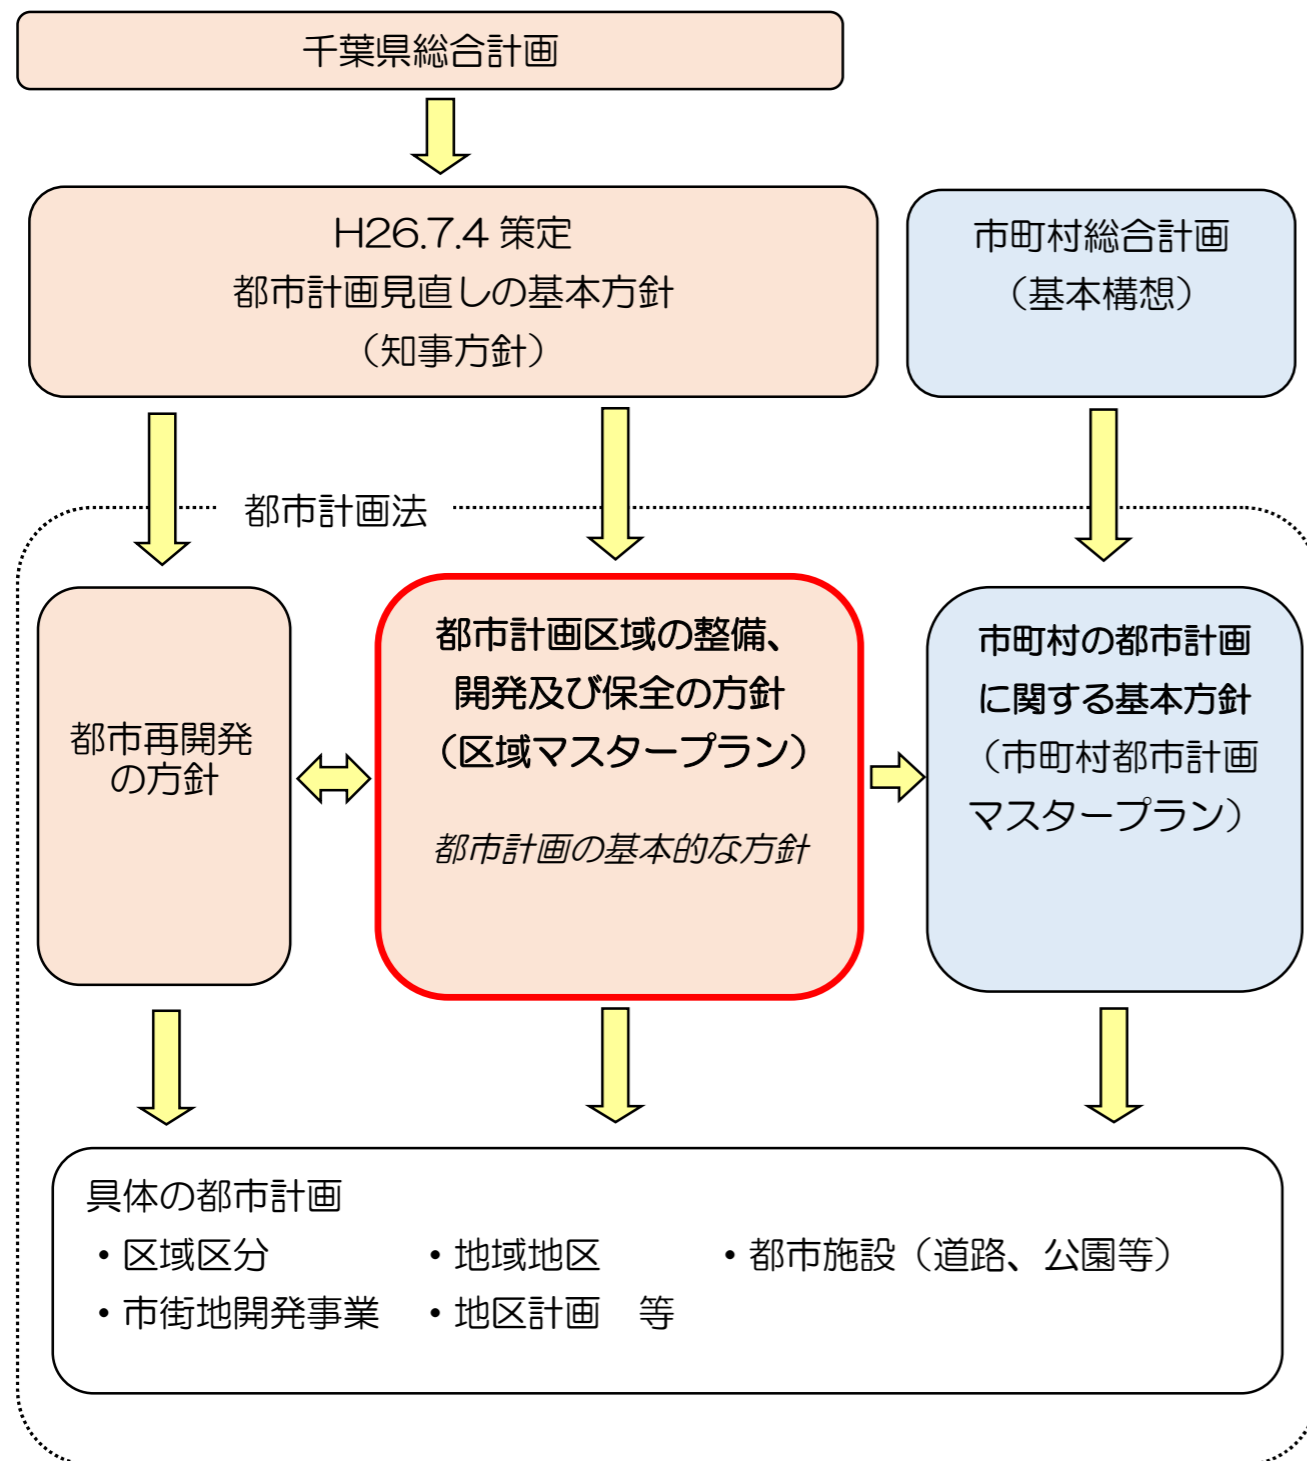 千葉県総合計画
H26.7.4 策定
都市計画見直しの基本方針
（知事方針）
市町村総合計画
（基本構想）
都市計画法
都市再開発
の方針
都市計画区域の整備、
開発及び保全の方針
（区域マスタープラン）
都市計画の基本的な方針
市町村の都市計画
に関する基本方針
（市町村都市計画
マスタープラン）
具体の都市計画
・区域区分　・地域地区　・都市施設（道路、公園等）
・市街地開発事業　・地区計画　等